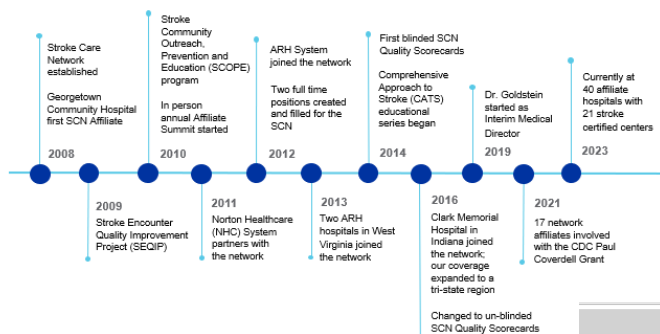 Stroke Care
Network
established
Georgetown
Community Hospital
first SCN Affiliate
2008
2009
Stroke Encounter
Quality Improvement
Project (SEQIP)
Stroke
Community
Outreach,
Prevention and
Education (SCOPE)
program
In person
annual Affiliate
Summit started
2010
2011
Norton Healthcare
(NHC) System
partners with
the network
ARH System
joined the network
Two full time
positions created
and filled for the
SCN
2012
2013
Two ARH
hospitals in West
Virginia joined
the network
First blinded SCN
Quality Scorecards
Comprehensive
Approach to
Stroke (CATS)
educational
series began
2014
2016
Clark Memorial
Hospital in
Indiana joined
the network;
our coverage
expanded to a
tri-state region
Changed to un-blinded
SCN Quality Scorecards
Dr. Goldstein
started as
Interim Medical
Director
2019
2021
17 network
affiliates involved
with the CDC Paul
Coverdell Grant
Currently at
40 affiliate
hospitals with
21 stroke
certified centers
2023